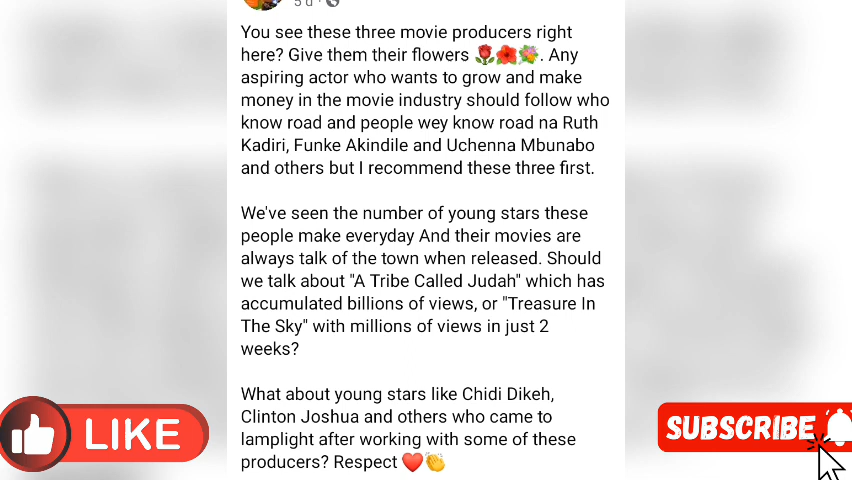 You see these three movie producers right
here? Give them their flowers 🌹🌺💐. Any
aspiring actor who wants to grow and make
money in the movie industry should follow who
know road and people wey know road na Ruth
Kadiri, Funke Akindile and Uchenna Mbunabo
and others but I recommend these three first.
We've seen the number of young stars these
people make everyday And their movies are
always talk of the town when released. Should
we talk about "A Tribe Called Judah" which has
accumulated billions of views, or "Treasure In
The Sky" with millions of views in just 2
weeks?
What about young stars like Chidi Dikeh,
Clinton Joshua and others who came to
lamplight after working with some of these
producers? Respect ❤️👏
LIKE
SUBSCRIBE